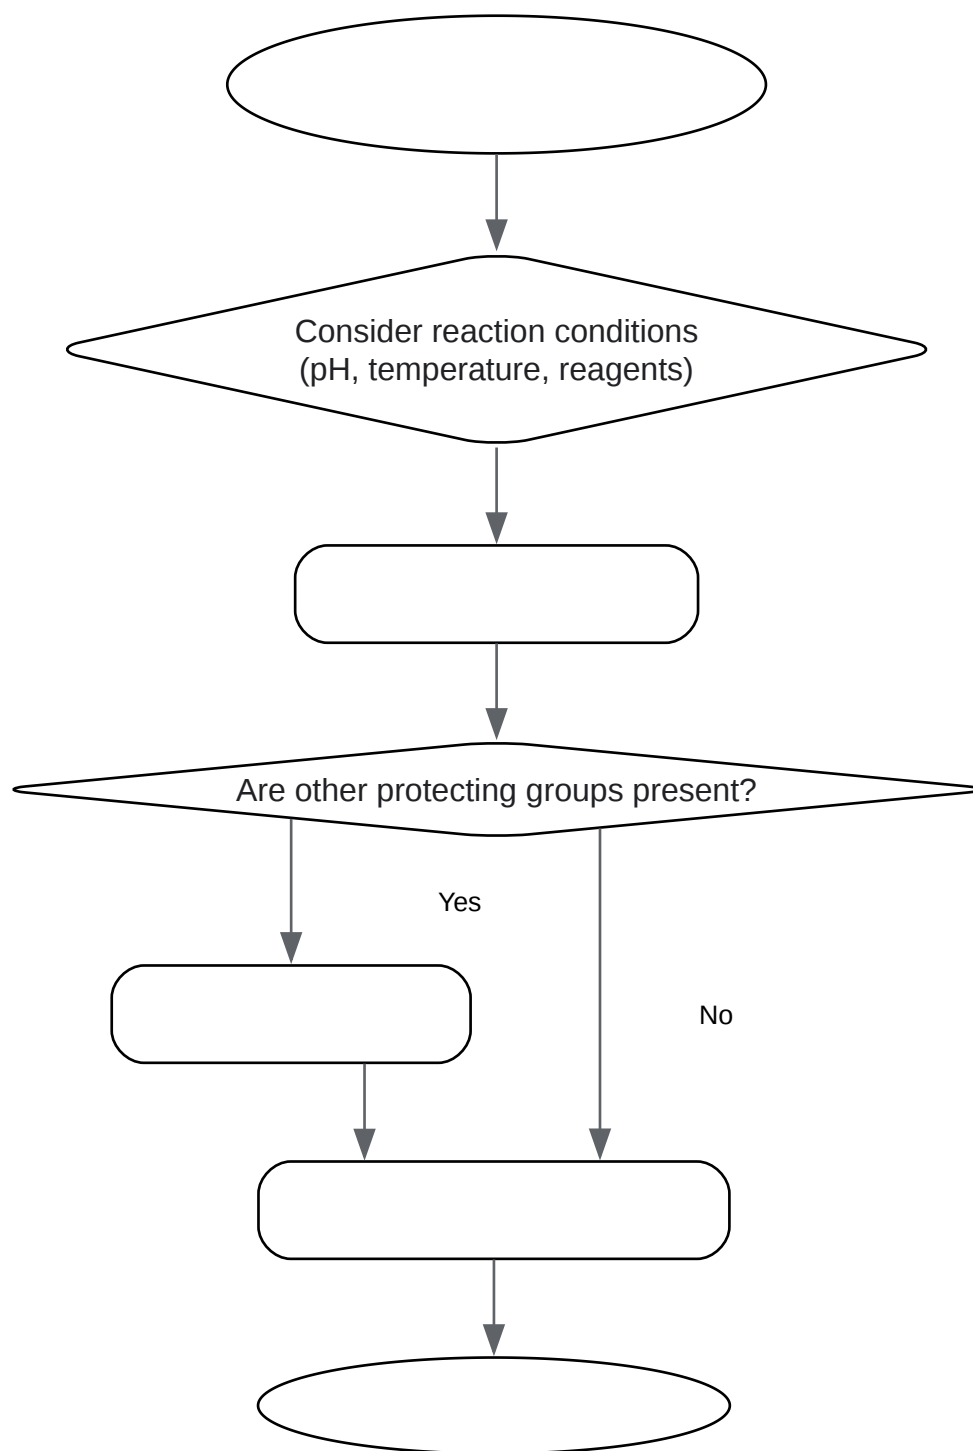 Consider reaction conditions
(pH, temperature, reagents)
Are other protecting groups present?
Yes
No